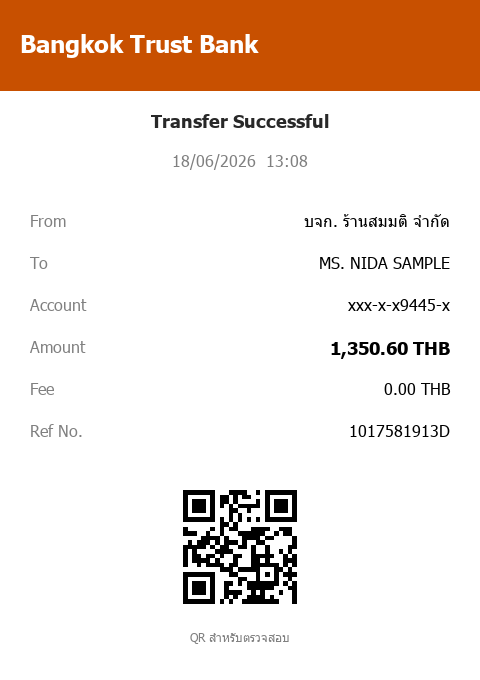 Bangkok Trust Bank
Transfer Successful
18/06/2026 13:08
From บจก. ร้านสมมติ จำกัด
To MS. NIDA SAMPLE
Account xxx-x-x9445-x
Amount 1,350.60 THB
Fee 0.00 THB
Ref No. 1017581913D
QR สำหรับตรวจสอบ